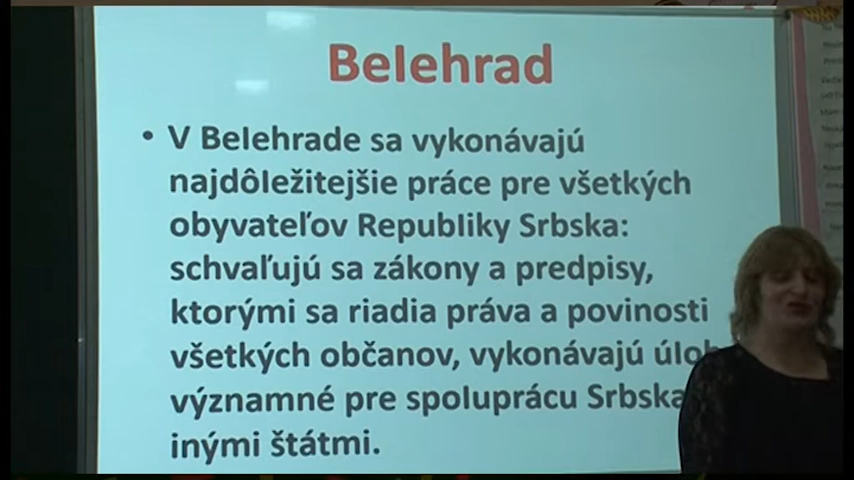 Belehrad
• V Belehrade sa vykonávajú
najdôležitejšie práce pre všetkých
obyvateľov Republiky Srbska:
schvaľujú sa zákony a predpisy,
ktorými sa riadia práva a povinosti
všetkých občanov, vykonávajú
významné pre spoluprácu Srbska
inými štátmi.